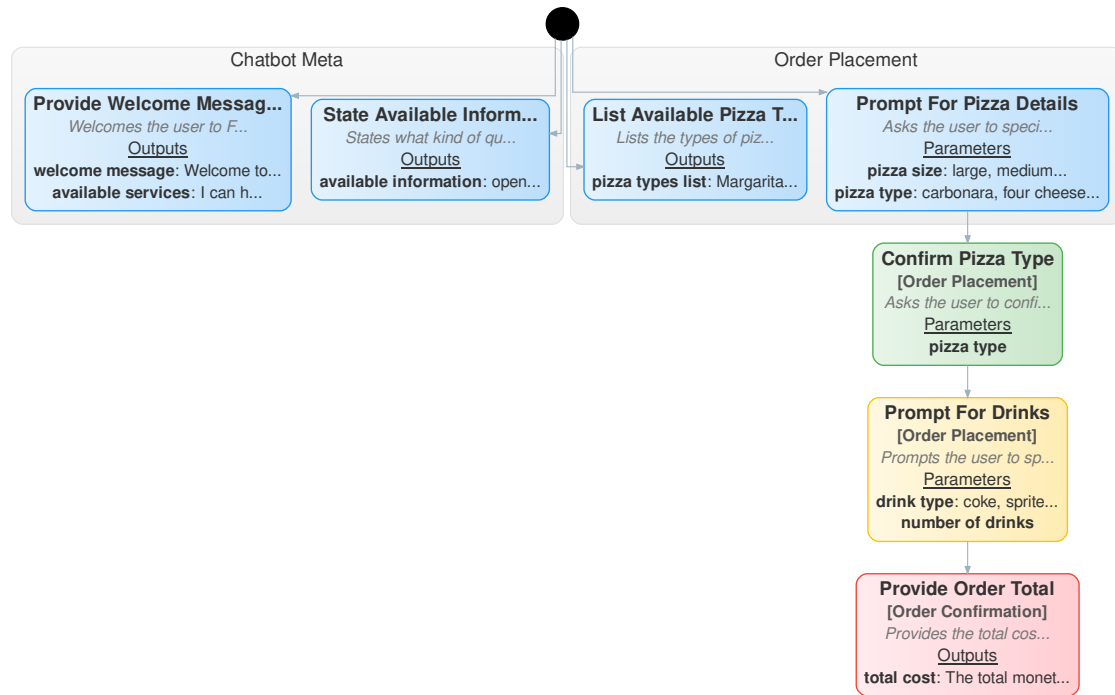 Chatbot Meta
Provide Welcome Messag...
Welcomes the user to F...
Outputs
welcome message: Welcome to...
available services: I can h...
State Available Inform...
States what kind of qu...
Outputs
available information: open...
Order Placement
List Available Pizza T...
Lists the types of piz...
Outputs
pizza types list: Margarita...
Prompt For Pizza Details
Asks the user to speci...
Parameters
pizza size: large, medium...
pizza type: carbonara, four cheese...
Confirm Pizza Type
[Order Placement]
Asks the user to confi...
Parameters
pizza type
Prompt For Drinks
[Order Placement]
Prompts the user to sp...
Parameters
drink type: coke, sprite...
number of drinks
Provide Order Total
[Order Confirmation]
Provides the total cos...
Outputs
total cost: The total monet...